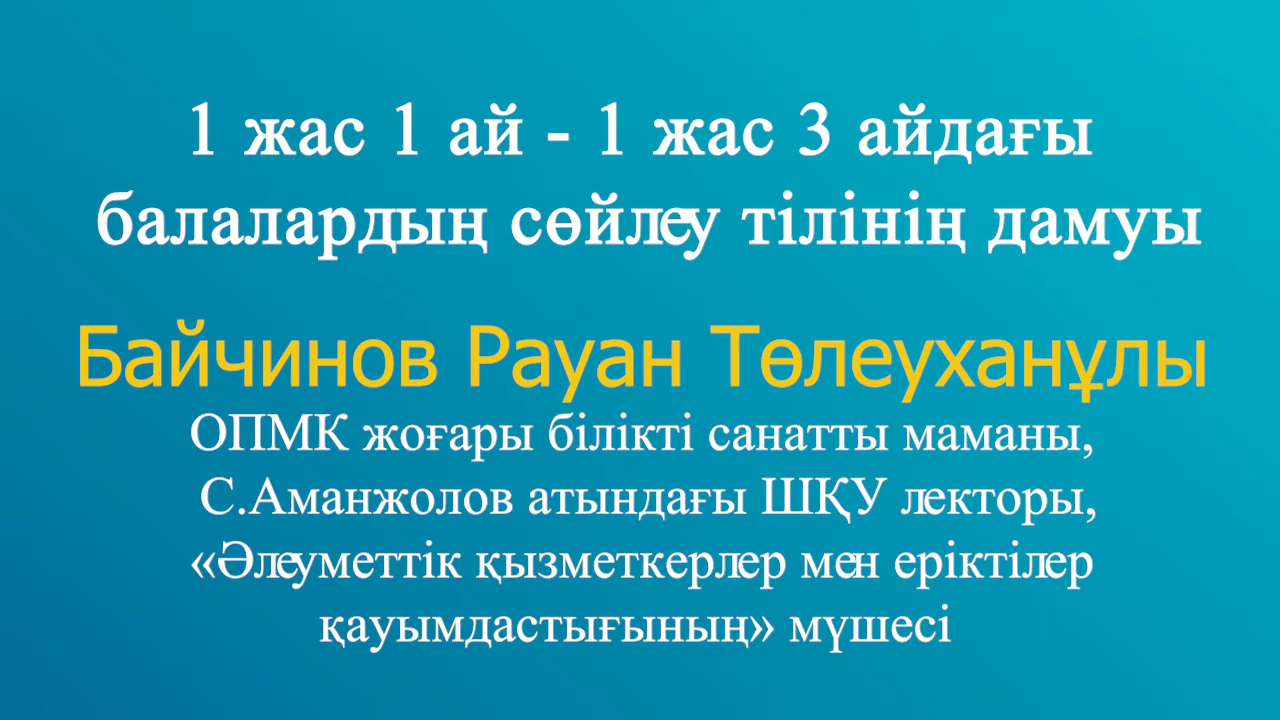 1 жас 1 ай - 1 жас 3 айдағы
балалардың сөйлеу тілінің дамуы
Байчинов Рауан Төлеуханұлы
ОПМК жоғары білікті санатты маманы,
С.Аманжолов атындағы ШҚУ лекторы,
«Әлеуметтік қызметкерлер мен еріктілер
қауымдастығының» мүшесі